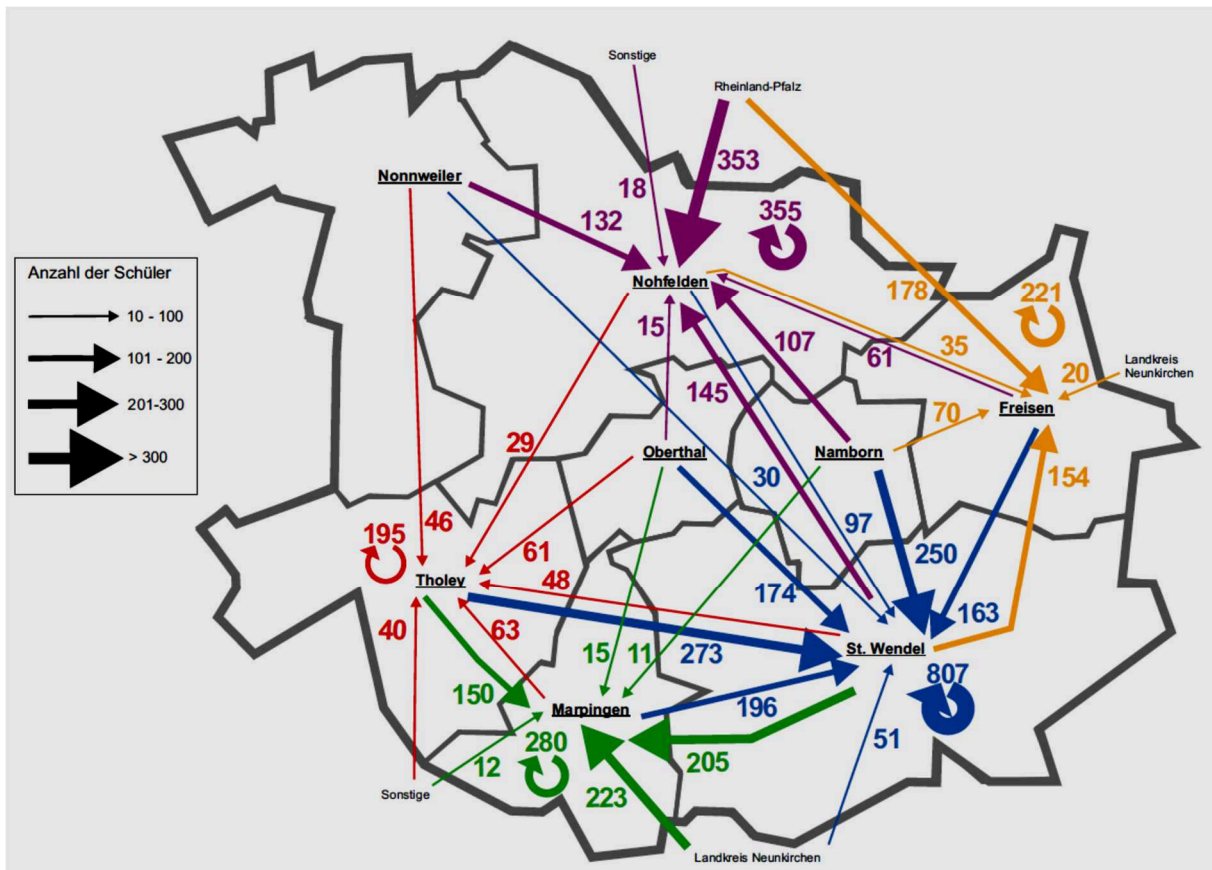 Sonstige
Rheinland-Pfalz
353
Nonnweiler
18
132
355
Nohfelden
178
221
Anzahl der Schüler
10 - 100
101 - 200
201-300
> 300
15
107
35
61
20
Landkreis
Neunkirchen
145
70
Freisen
29
Oberthal
Namborn
30
154
46
97
195
61
250
Tholey
48
174
163
40
63
273
St. Wendel
15
11
807
150
Marpingen
196
51
280
205
12
223
Sonstige
Landkreis Neunkirchen